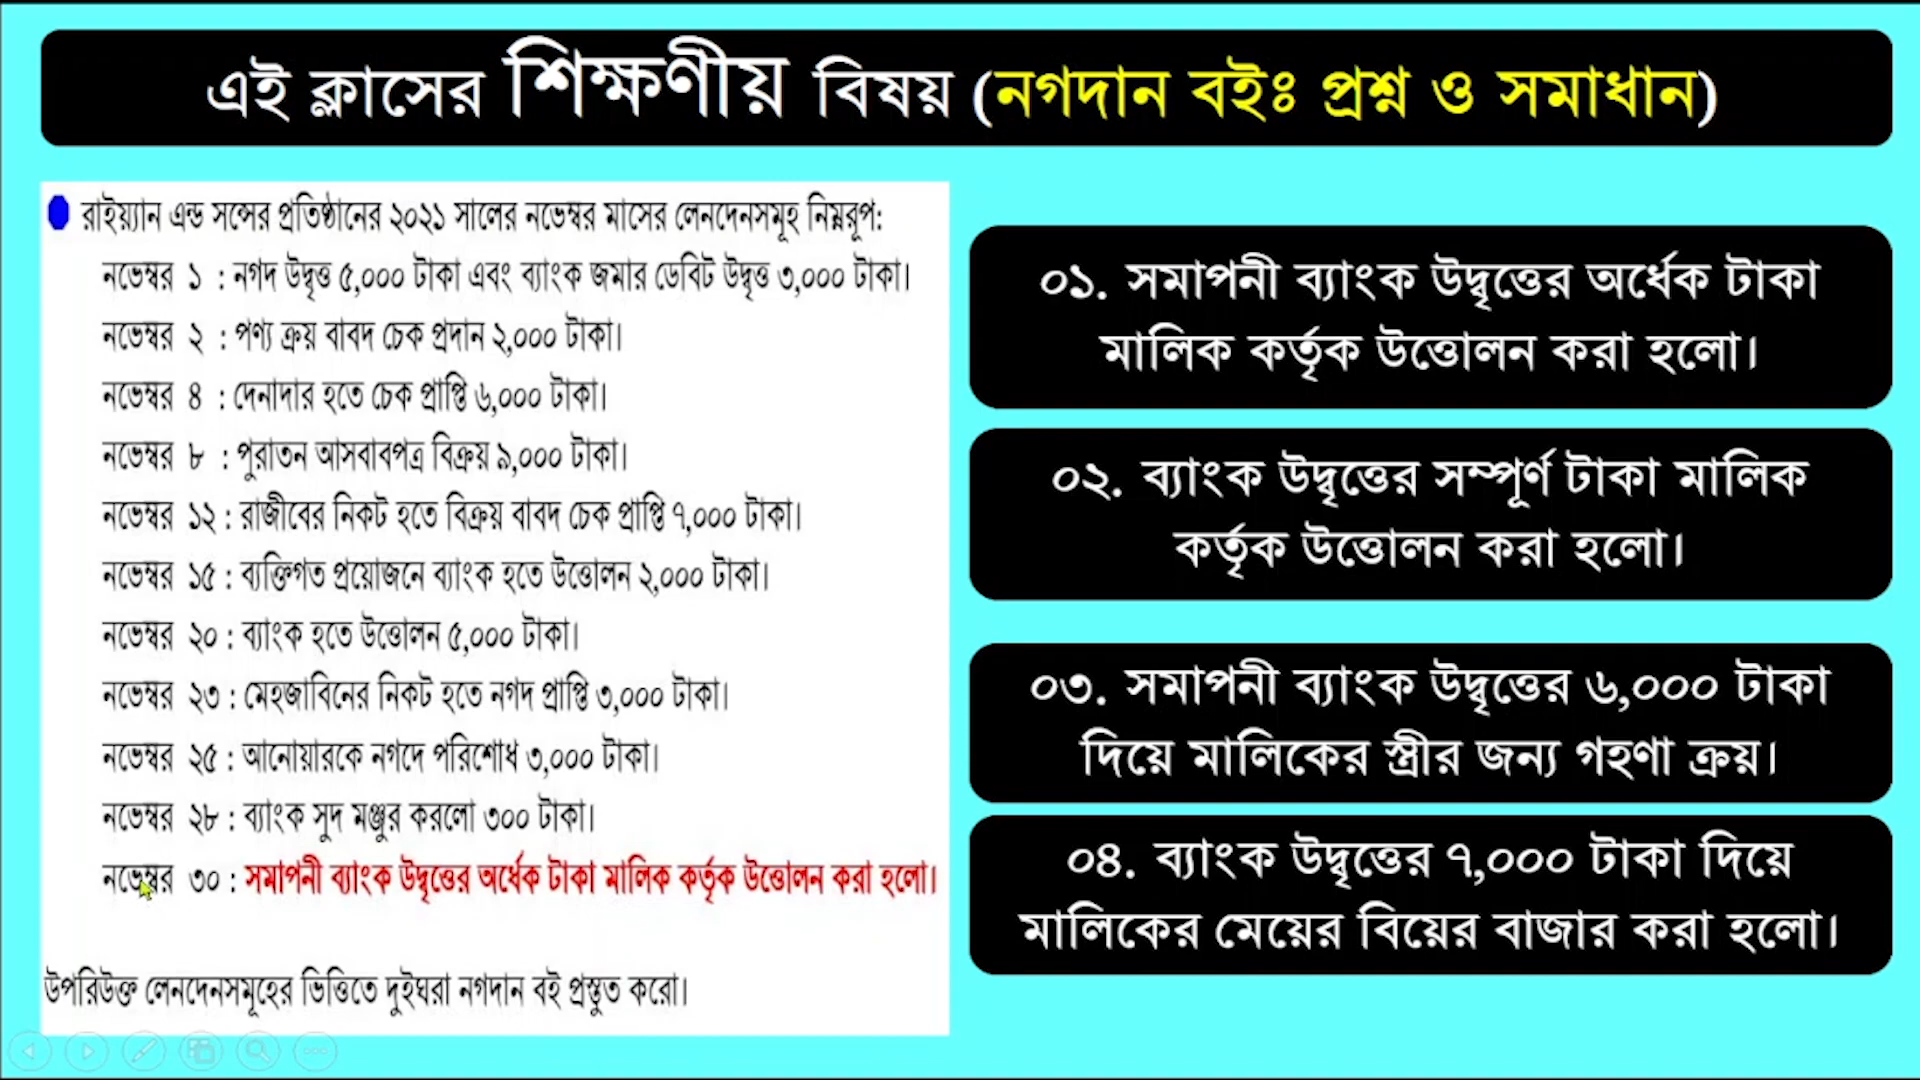 এই ক্লাসের শিক্ষণীয় বিষয় (নগদান বইঃ প্রশ্ন ও সমাধান)
রাইয়্যান এন্ড সন্সের প্রতিষ্ঠানের ২০২১ সালের নভেম্বর মাসের লেনদেনসমূহ নিম্নরূপ:
নভেম্বর ১ : নগদ উদ্বৃত্ত ৫,০০০ টাকা এবং ব্যাংক জমার ডেবিট উদ্বৃত্ত ৩,০০০ টাকা।
নভেম্বর ২ : পণ্য ক্রয় বাবদ চেক প্রদান ২,০০০ টাকা।
নভেম্বর ৪ : দেনাদার হতে চেক প্রাপ্তি ৬,০০০ টাকা।
নভেম্বর ৮ : পুরাতন আসবাবপত্র বিক্রয় ৯,০০০ টাকা।
নভেম্বর ১২ : রাজীবের নিকট হতে বিক্রয় বাবদ চেক প্রাপ্তি ৭,০০০ টাকা।
নভেম্বর ১৫ : ব্যক্তিগত প্রয়োজনে ব্যাংক হতে উত্তোলন ২,০০০ টাকা।
নভেম্বর ২০ : ব্যাংক হতে উত্তোলন ৫,০০০ টাকা।
নভেম্বর ২৩ : মেহজাবিনের নিকট হতে নগদ প্রাপ্তি ৩,০০০ টাকা।
নভেম্বর ২৫ : আনোয়ারকে নগদে পরিশোধ ৩,০০০ টাকা।
নভেম্বর ২৮ : ব্যাংক সুদ মঞ্জুর করলো ৩০০ টাকা।
নভেম্বর ৩০ : সমাপনী ব্যাংক উদ্বৃত্তের অর্ধেক টাকা মালিক কর্তৃক উত্তোলন করা হলো।
উপরিউক্ত লেনদেনসমূহের ভিত্তিতে দুইঘরা নগদান বই প্রস্তুত করো।
০১. সমাপনী ব্যাংক উদ্বৃত্তের অর্ধেক টাকা
মালিক কর্তৃক উত্তোলন করা হলো।
০২. ব্যাংক উদ্বৃত্তের সম্পূর্ণ টাকা মালিক
কর্তৃক উত্তোলন করা হলো।
০৩. সমাপনী ব্যাংক উদ্বৃত্তের ৬,০০০ টাকা
দিয়ে মালিকের স্ত্রীর জন্য গহণা ক্রয়।
০৪. ব্যাংক উদ্বৃত্তের ৭,০০০ টাকা দিয়ে
মালিকের মেয়ের বিয়ের বাজার করা হলো।